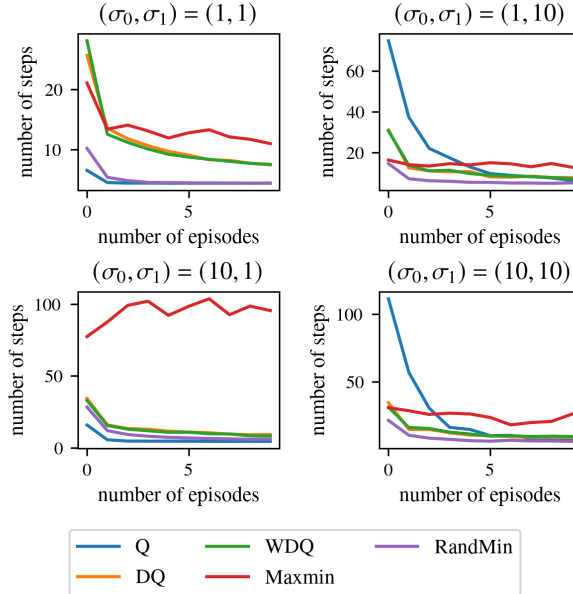 (σ₀, σ₁) = (1, 1)
number of steps
20
10
0
5
number of episodes
(σ₀, σ₁) = (1, 10)
number of steps
60
40
20
0
5
number of episodes
(σ₀, σ₁) = (10, 1)
number of steps
100
50
0
0
5
number of episodes
(σ₀, σ₁) = (10, 10)
number of steps
100
50
0
5
number of episodes
Q
WDQ
RandMin
DQ
Maxmin